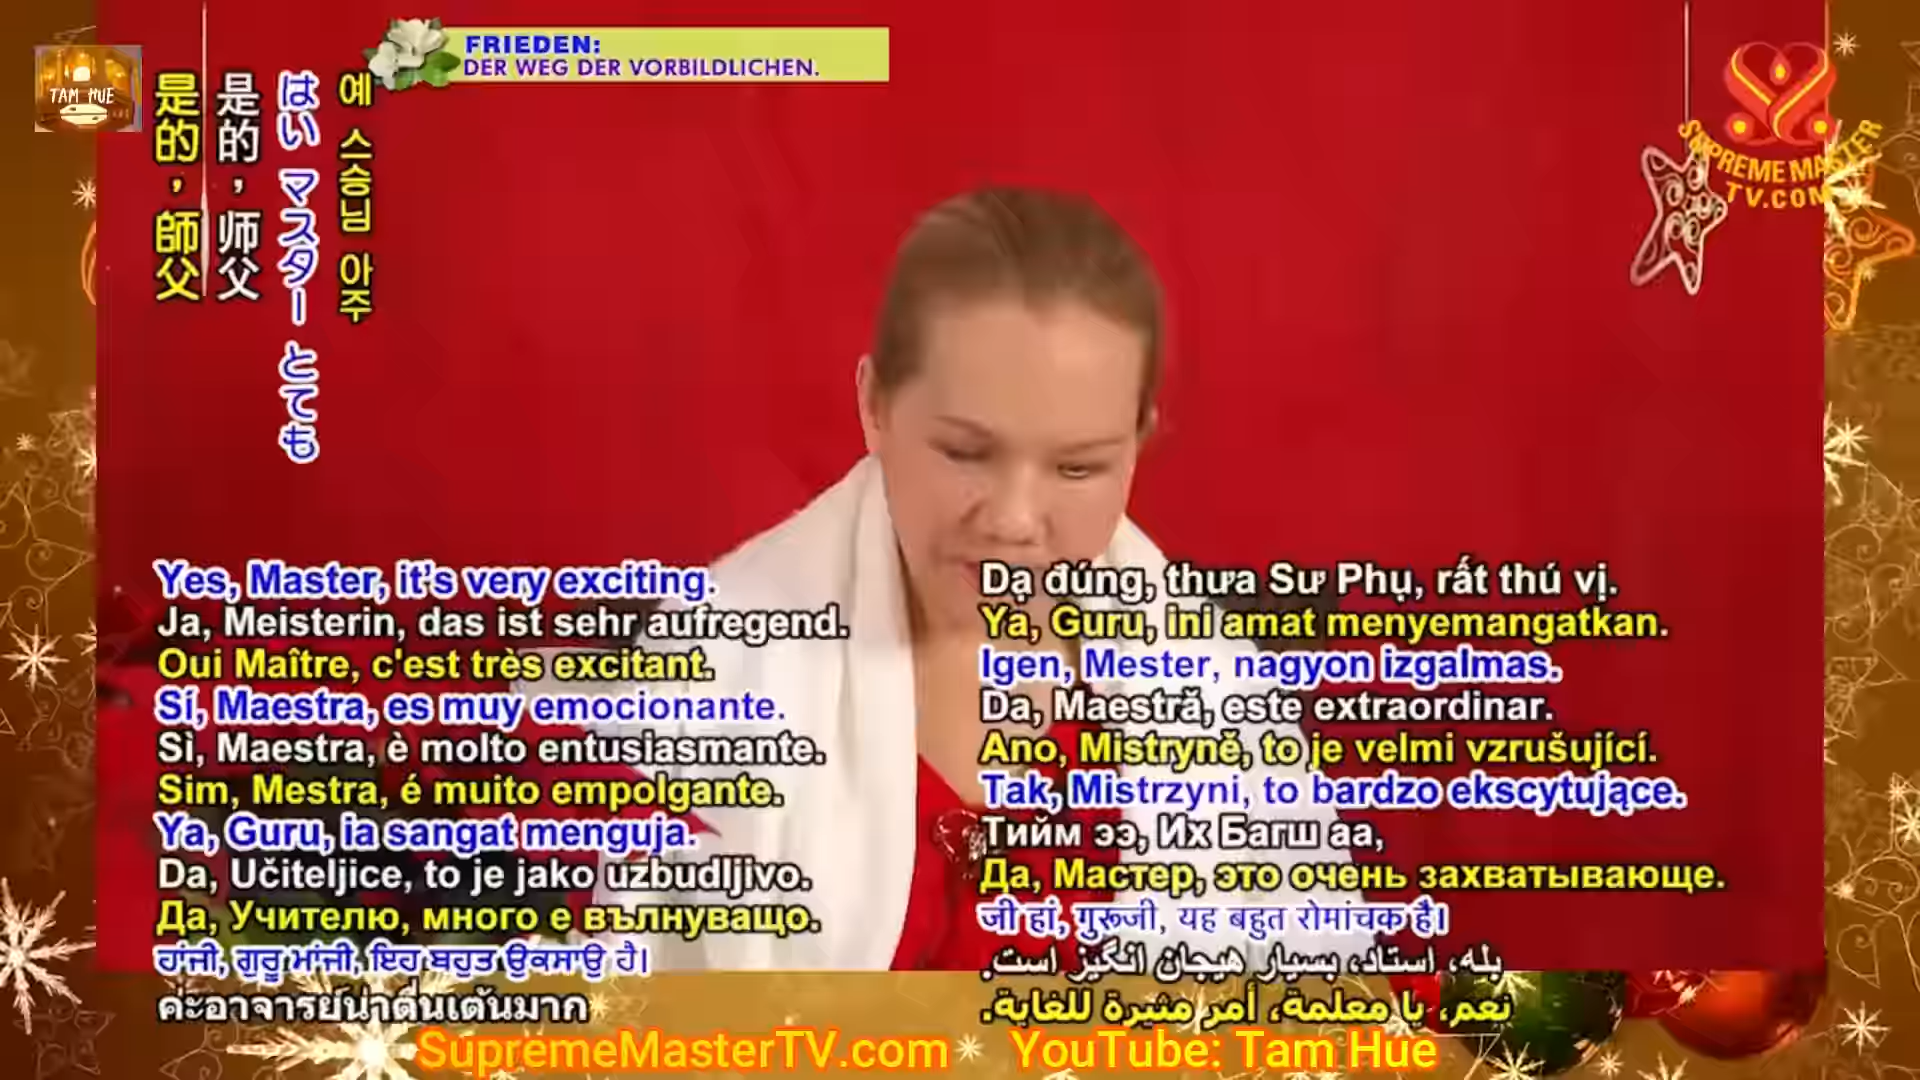 TAM HUE
FRIEDEN:
DER WEG DER VORBILDLICHEN.
SUPREME MASTER
TV.COM
예 스승님 아주
はい マスター とても
是的，师父
是的，師父
Yes, Master, it's very exciting.
Ja, Meisterin, das ist sehr aufregend.
Oui Maître, c'est très excitant.
Sí, Maestra, es muy emocionante.
Sì, Maestra, è molto entusiasmante.
Sim, Mestra, é muito empolgante.
Ya, Guru, ia sangat menguja.
Da, Učiteljice, to je jako uzbudljivo.
Да, Учителю, много е вълнуващо.
ਹਾਂਜੀ, ਗੁਰੂ ਮਾਂਜੀ, ਇਹ ਬਹੁਤ ਉਕਸਾਉ ਹੈ।
ค่ะอาจารย์น่าตื่นเต้นมาก
Dạ đúng, thưa Sư Phụ, rất thú vị.
Ya, Guru, ini amat menyemangatkan.
Igen, Mester, nagyon izgalmas.
Da, Maestră, este extraordinar.
Ano, Mistryně, to je velmi vzrušující.
Tak, Mistrzyni, to bardzo ekscytujące.
Тийм ээ, Их Багш аа,
Да, Мастер, это очень захватывающе.
जी हां, गुरूजी, यह बहुत रोमांचक है।
بله، استاد، بسیار هیجان انگیز است.
نعم، يا معلمة، أمر مثيرة للغاية.
SupremeMasterTV.com YouTube: Tam Hue